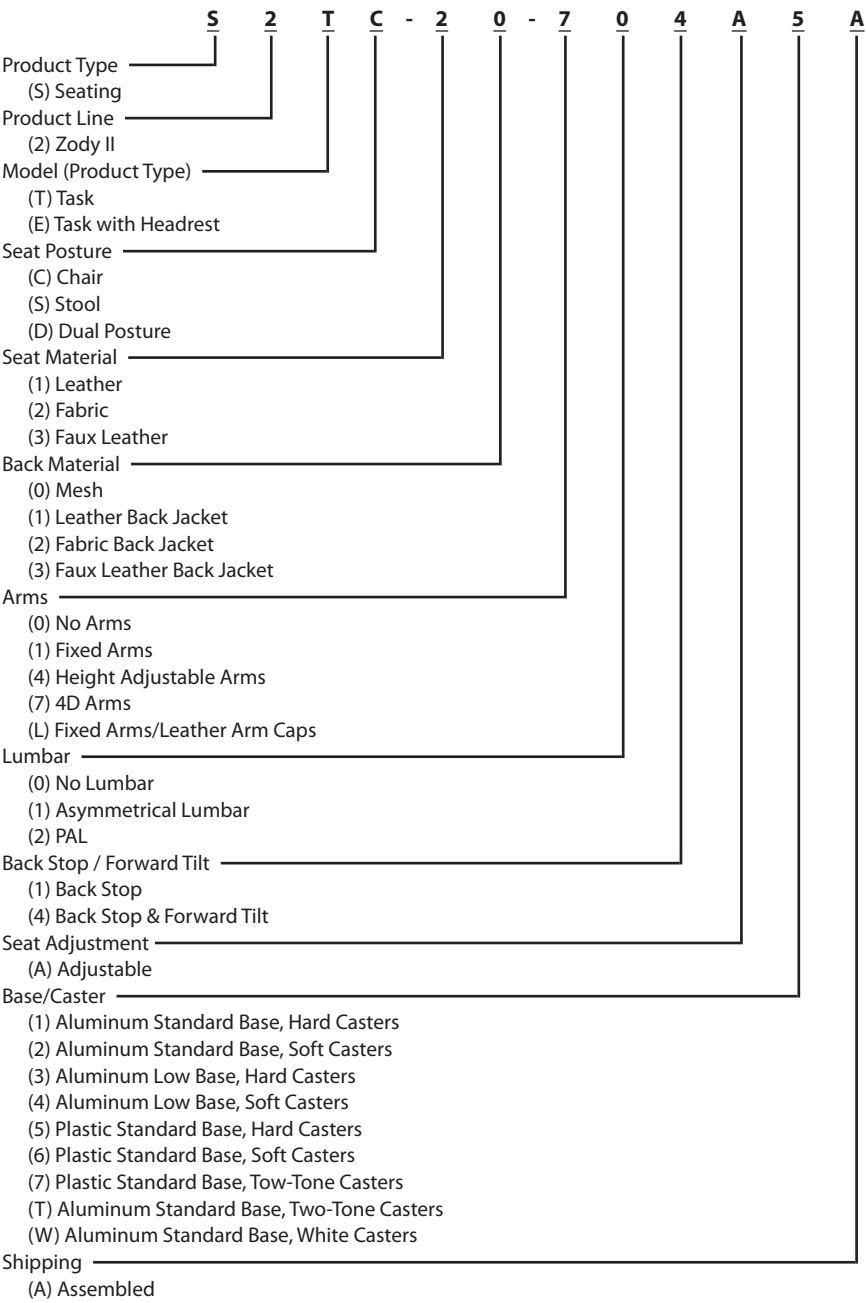 S 2 T C - 2 0 - 7 0 4 A 5 A
Product Type
(S) Seating
Product Line
(2) Zody II
Model (Product Type)
(T) Task
(E) Task with Headrest
Seat Posture
(C) Chair
(S) Stool
(D) Dual Posture
Seat Material
(1) Leather
(2) Fabric
(3) Faux Leather
Back Material
(0) Mesh
(1) Leather Back Jacket
(2) Fabric Back Jacket
(3) Faux Leather Back Jacket
Arms
(0) No Arms
(1) Fixed Arms
(4) Height Adjustable Arms
(7) 4D Arms
(L) Fixed Arms/Leather Arm Caps
Lumbar
(0) No Lumbar
(1) Asymmetrical Lumbar
(2) PAL
Back Stop / Forward Tilt
(1) Back Stop
(4) Back Stop & Forward Tilt
Seat Adjustment
(A) Adjustable
Base/Caster
(1) Aluminum Standard Base, Hard Casters
(2) Aluminum Standard Base, Soft Casters
(3) Aluminum Low Base, Hard Casters
(4) Aluminum Low Base, Soft Casters
(5) Plastic Standard Base, Hard Casters
(6) Plastic Standard Base, Soft Casters
(7) Plastic Standard Base, Tow-Tone Casters
(T) Aluminum Standard Base, Two-Tone Casters
(W) Aluminum Standard Base, White Casters
Shipping
(A) Assembled